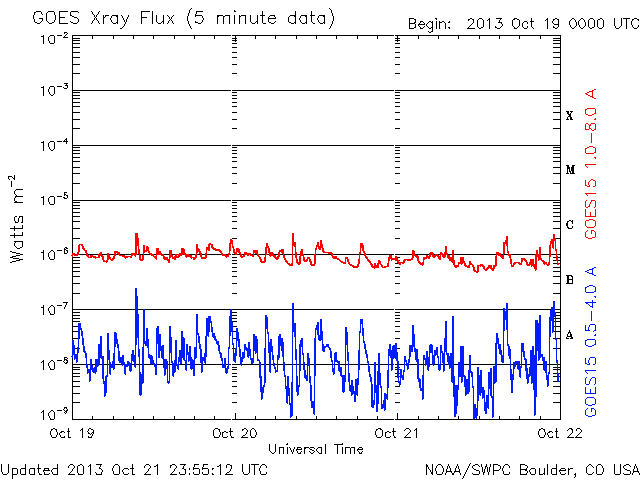 GOES Xray Flux (5 minute data)
Begin: 2013 Oct 19 0000 UTC
10⁻²
10⁻³
10⁻⁴
10⁻⁵
10⁻⁶
10⁻⁷
10⁻⁸
10⁻⁹
Watts m⁻²
X
M
C
B
A
GOES15 1.0–8.0 A
GOES15 0.5–4.0 A
Oct 19
Oct 20
Oct 21
Oct 22
Universal Time
Updated 2013 Oct 21 23:55:12 UTC
NOAA/SWPC Boulder, CO USA